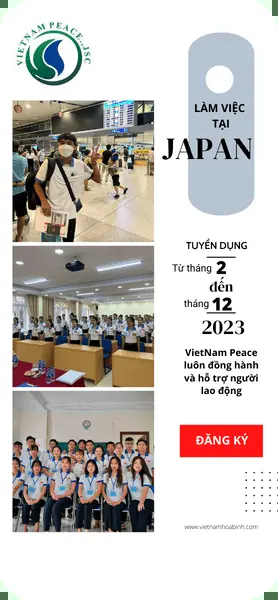 VIETNAM PEACE.,JSC
LÀM VIỆC
TẠI
JAPAN
TUYỂN DỤNG
Từ tháng 2
đến
tháng 12
2023
VietNam Peace
luôn đồng hành
và hỗ trợ người
lao động
ĐĂNG KÝ
www.vietnamhoabinh.com